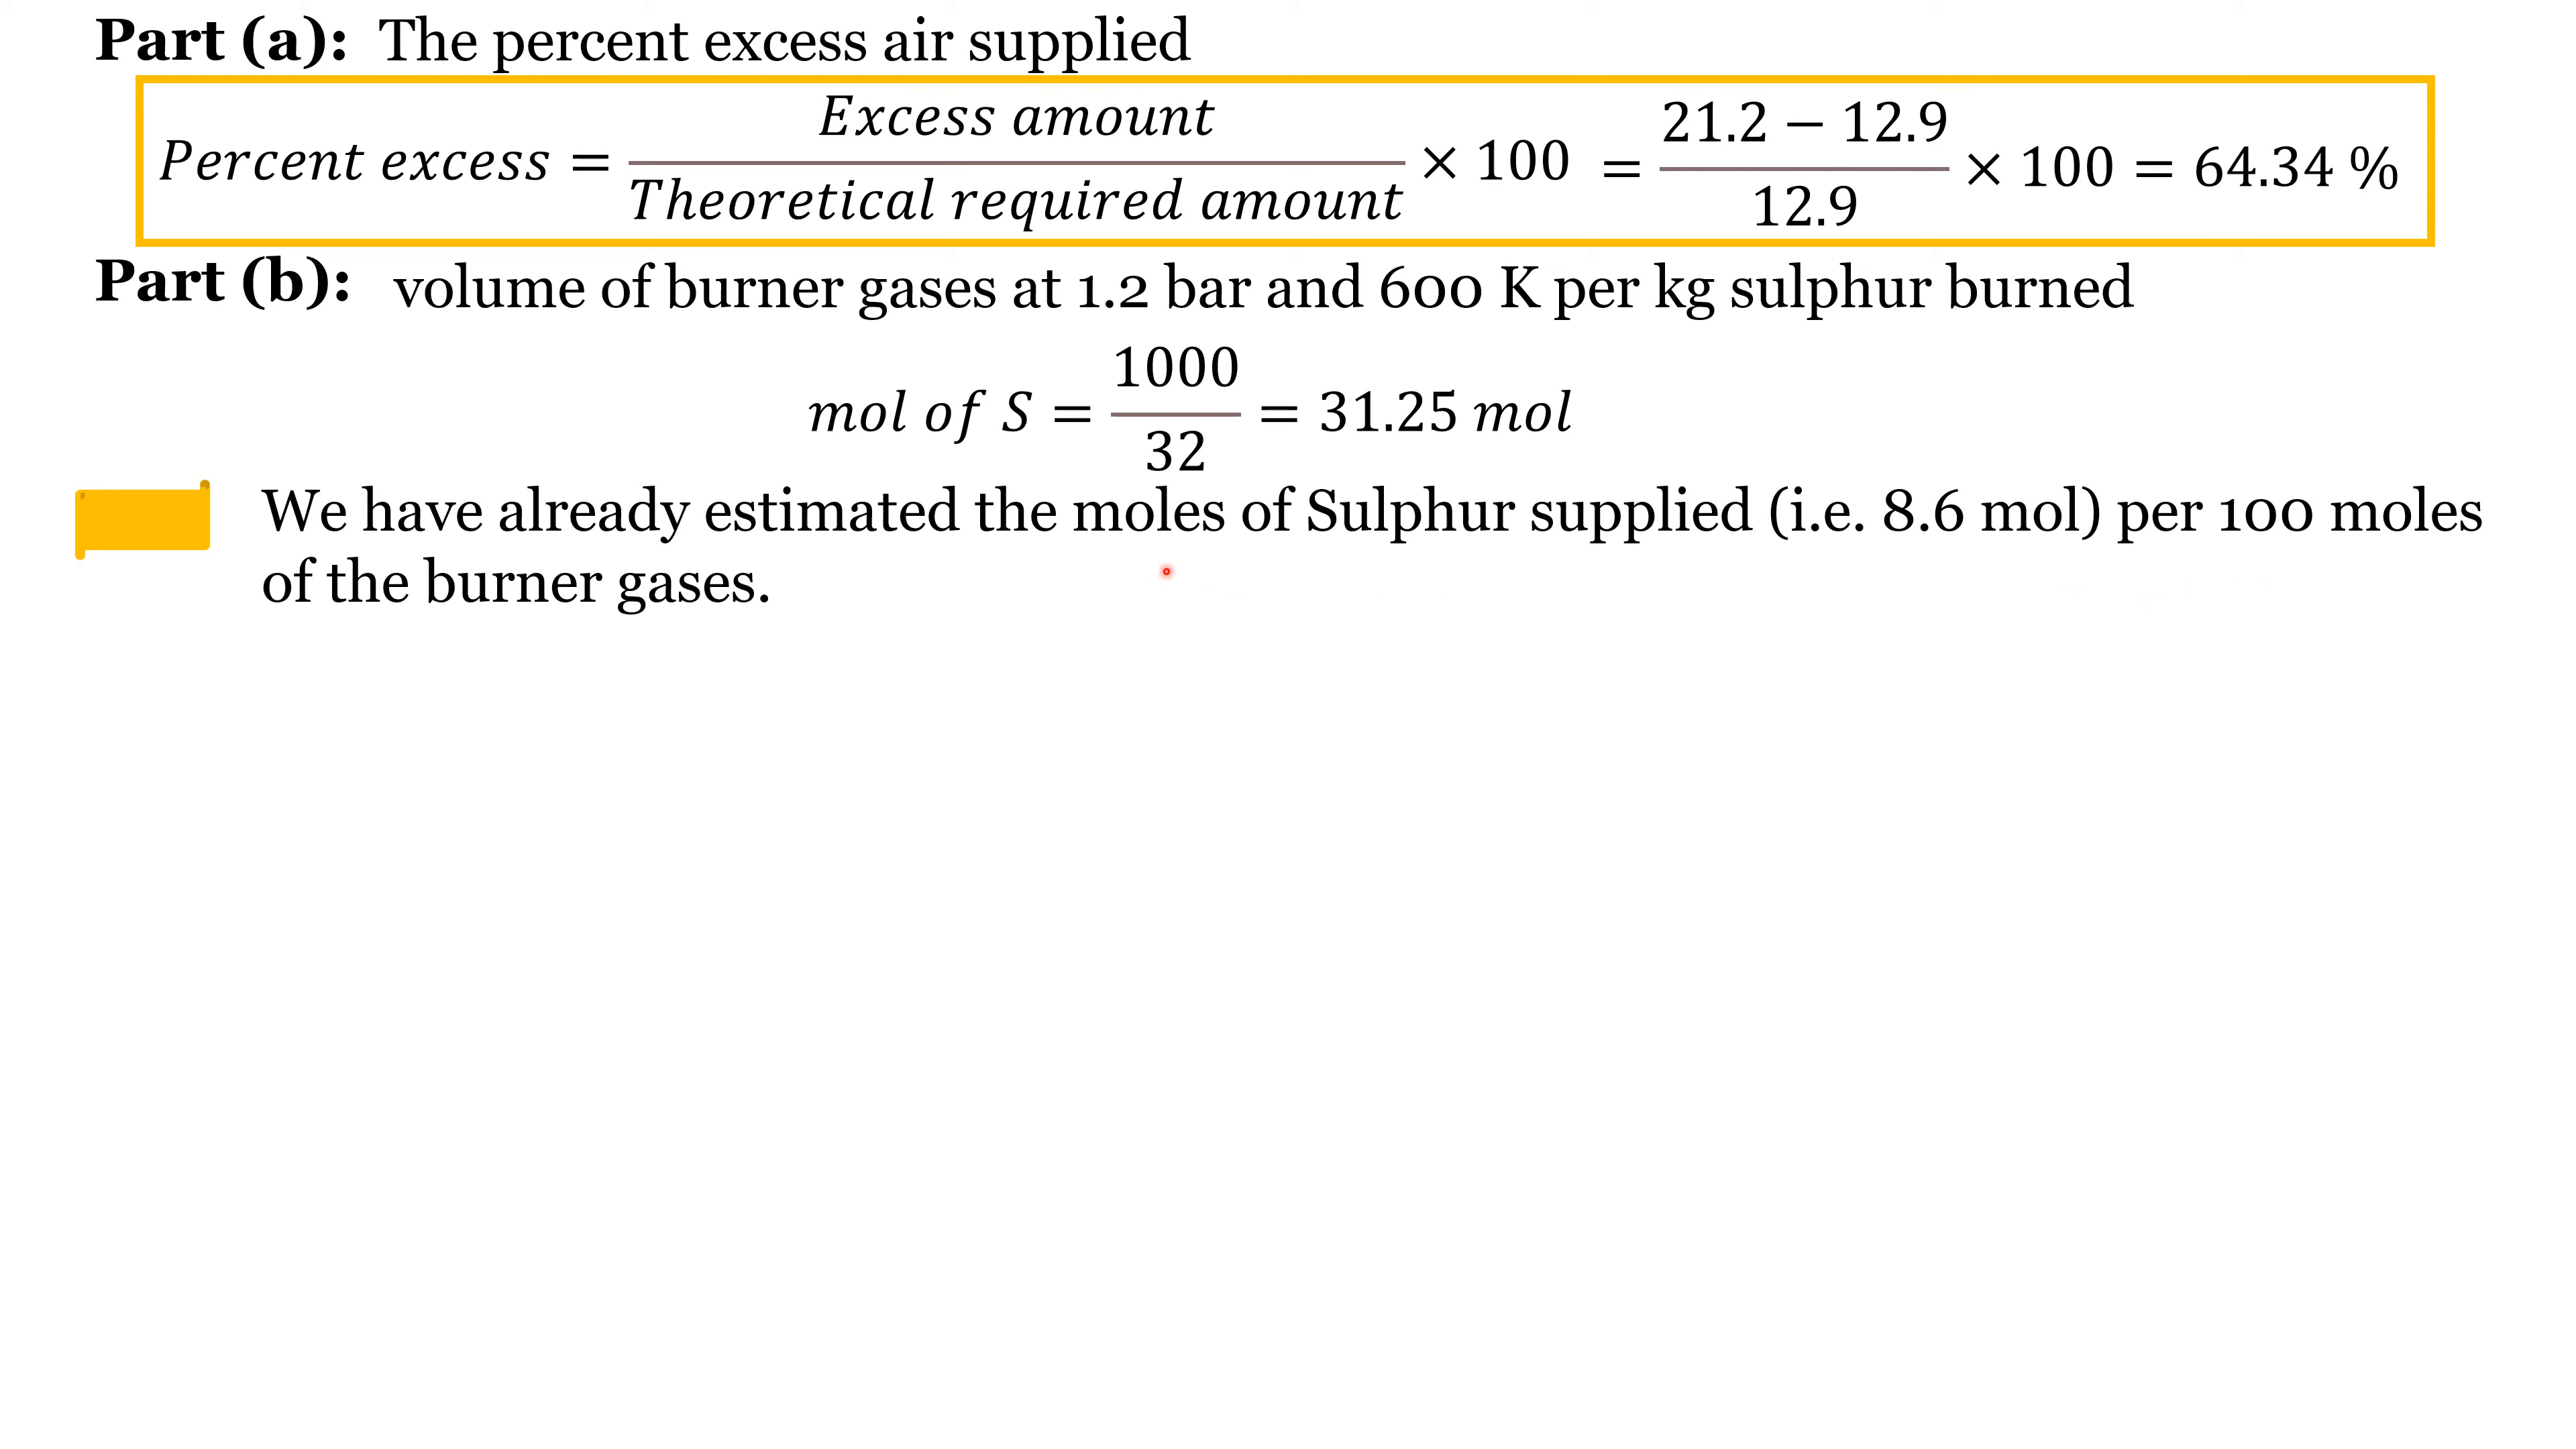 Part (a): The percent excess air supplied
Percent excess = Excess amount / Theoretical required amount × 100 = 21.2 − 12.9 / 12.9 × 100 = 64.34 %
Part (b): volume of burner gases at 1.2 bar and 600 K per kg sulphur burned
mol of S = 1000 / 32 = 31.25 mol
We have already estimated the moles of Sulphur supplied (i.e. 8.6 mol) per 100 moles
of the burner gases.